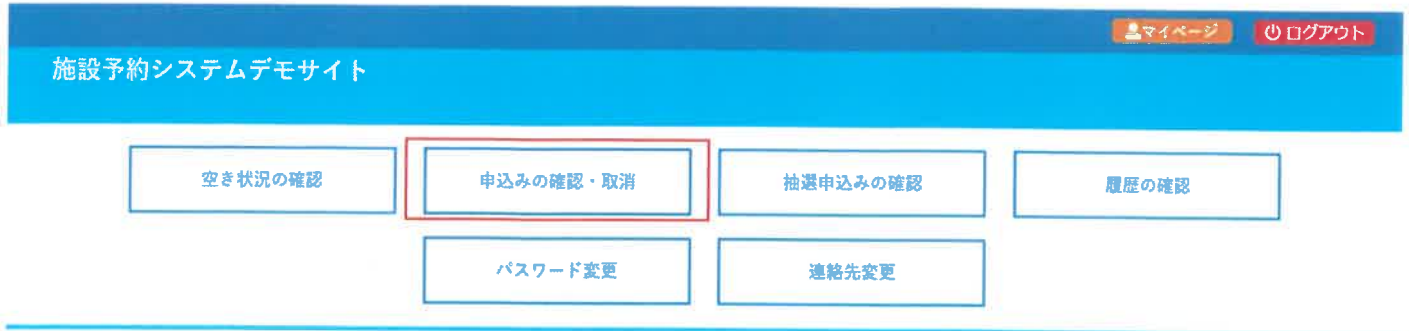 マイページ ログアウト
施設予約システムデモサイト
空き状況の確認 申込みの確認・取消 抽選申込みの確認 履歴の確認
パスワード変更 連絡先変更